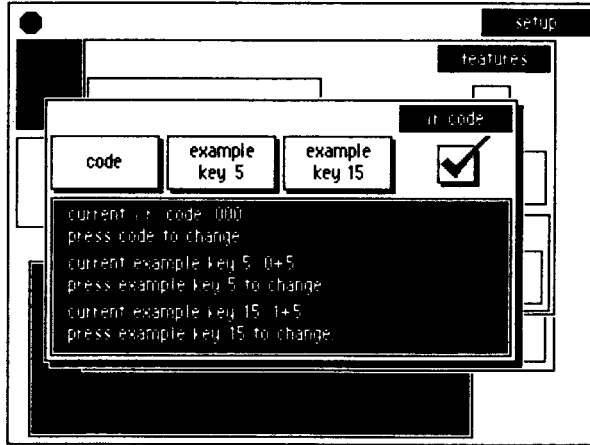 setup
features
ir code
code
example
key 5
example
key 15
current ir code 000
press code to change
current example key 5 0+5
press example key 5 to change
current example key 15 1+5
press example key 15 to change.